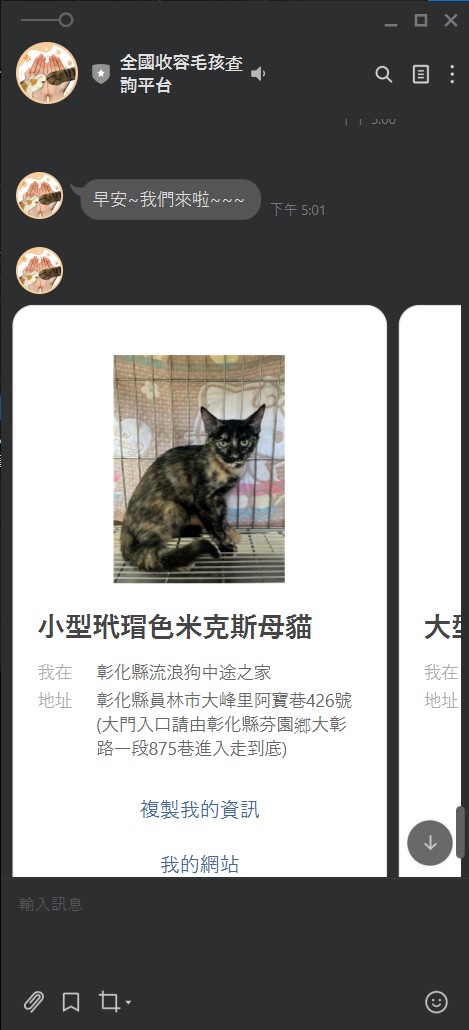 全國收容毛孩查
詢平台
早安~我們來啦~~~
下午 5:01
小型玳瑁色米克斯母貓
我在 彰化縣流浪狗中途之家
地址 彰化縣員林市大峰里阿寶巷426號
(大門入口請由彰化縣芬園鄉大彰
路一段875巷進入走到底)
複製我的資訊
我的網站
我在
地址
輸入訊息